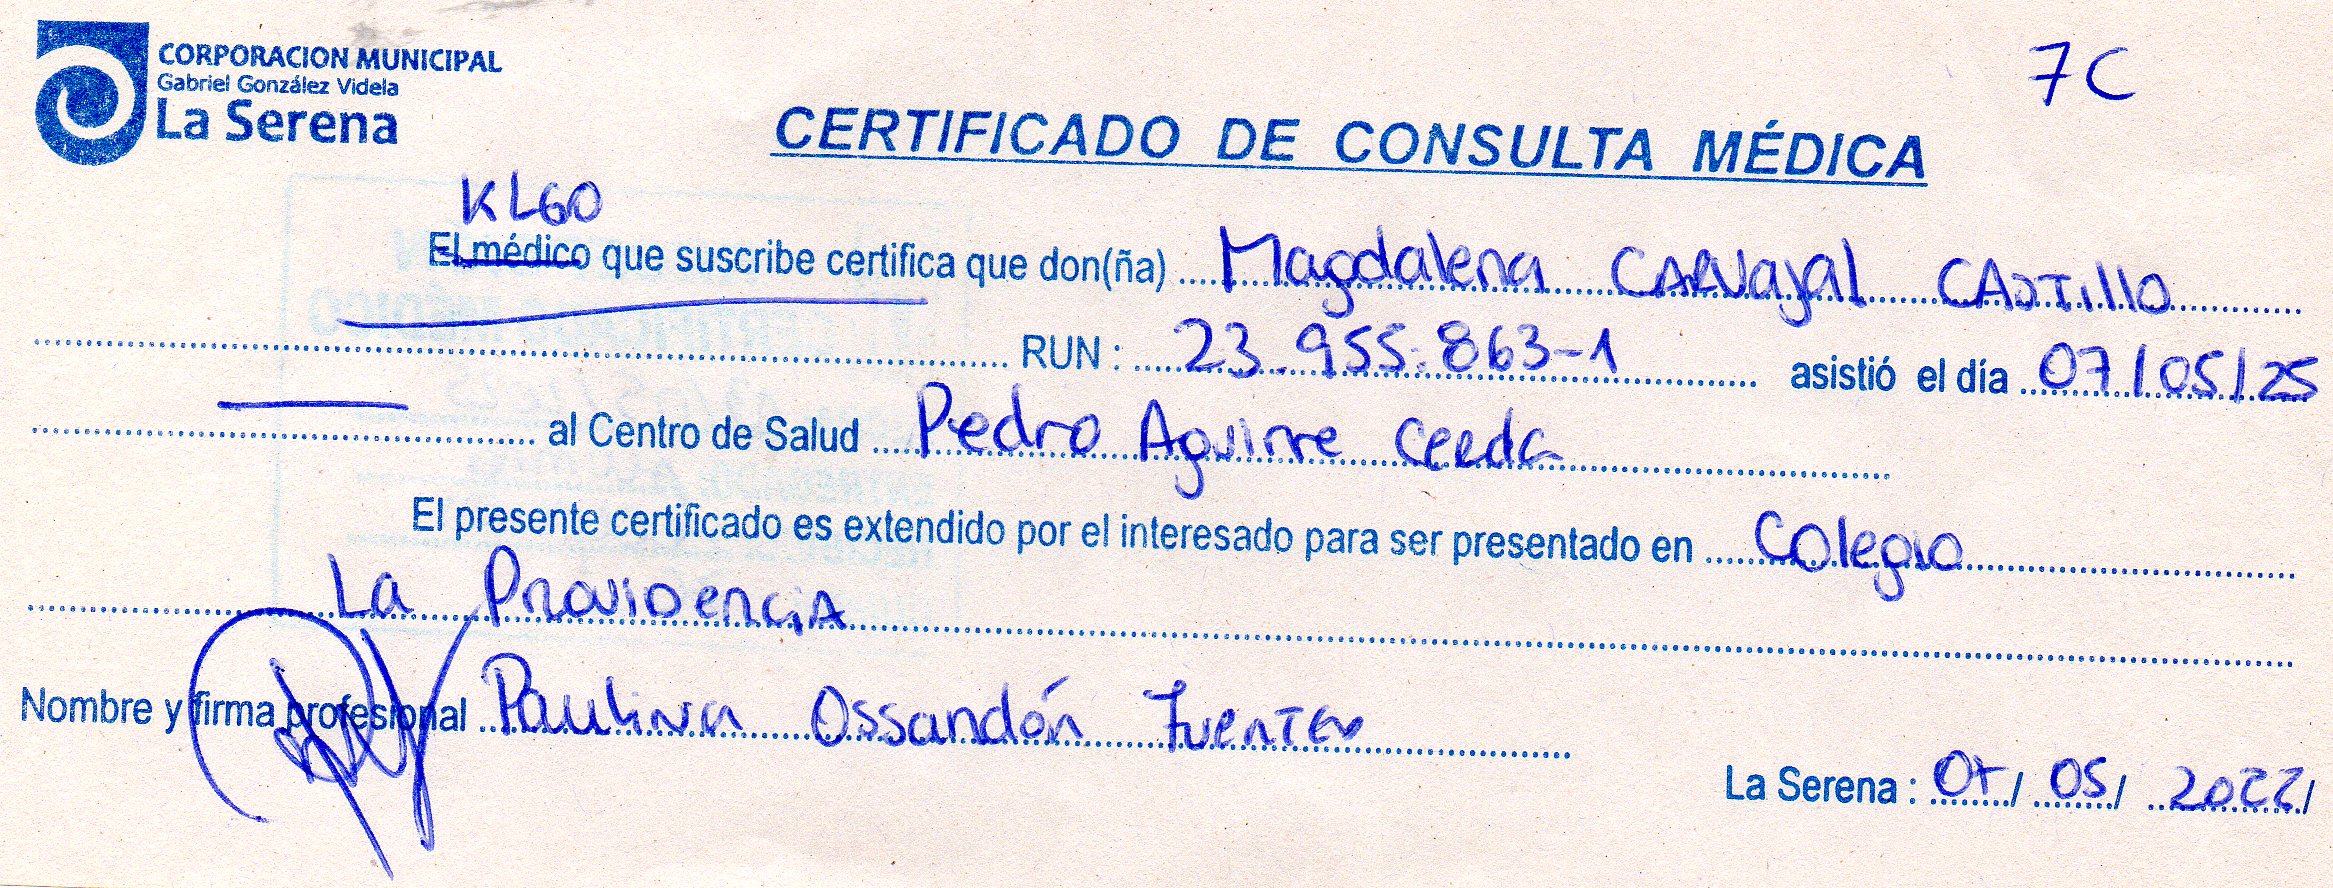 CORPORACION MUNICIPAL
Gabriel González Videla
La Serena
7C
CERTIFICADO DE CONSULTA MÉDICA
KLGO
El médico que suscribe certifica que don(ña) Magdalena CARVAjAl CASTillo
RUN : 23.955.863-1 asistió el día 07/05/25
al Centro de Salud Pedro Aguirre Cerda
El presente certificado es extendido por el interesado para ser presentado en Colegio
La PROVIDENCIA
Nombre y firma profesional Paulina Ossandón Fuentes
La Serena : 07/ 05/ 2022/